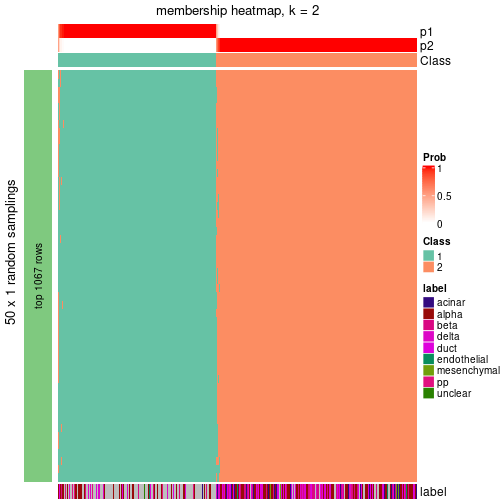 membership heatmap, k = 2
p1
p2
Class
50 x 1 random samplings
top 1067 rows
Prob
1
0.5
0
Class
1
2
label
acinar
alpha
beta
delta
duct
endothelial
mesenchymal
pp
unclear
label